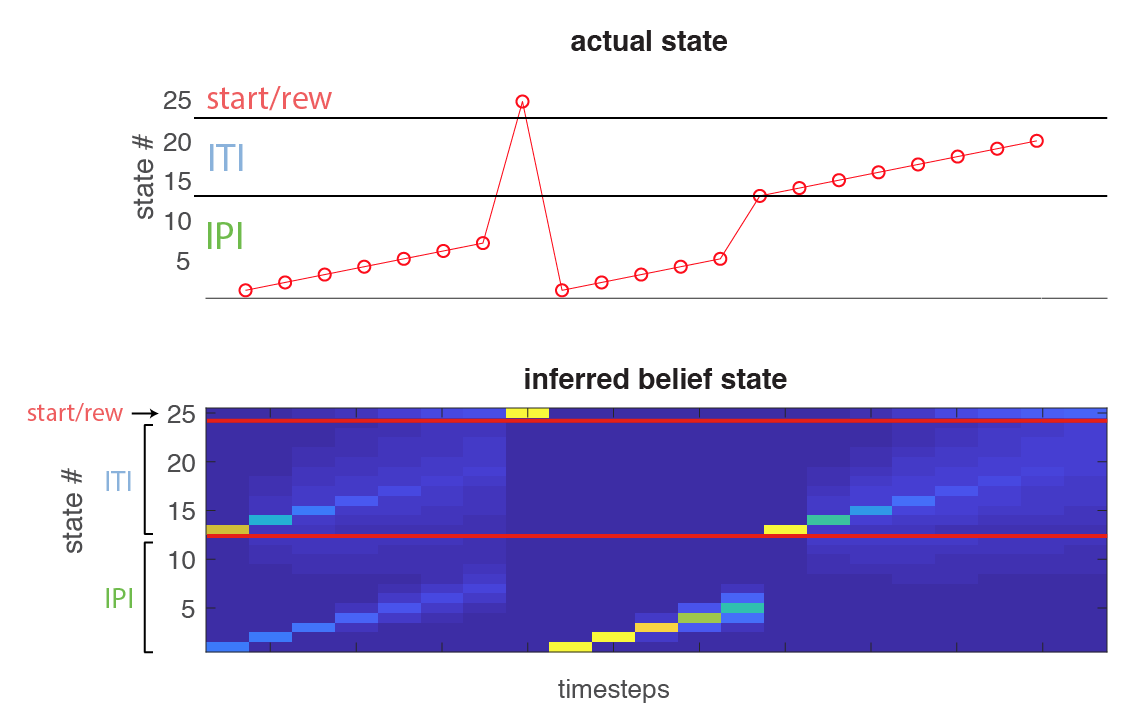 actual state
25
start/rew
20
ITI
15
10
IPI
5
state #
inferred belief state
start/rew
25
20
ITI
15
10
IPI
5
state #
timesteps